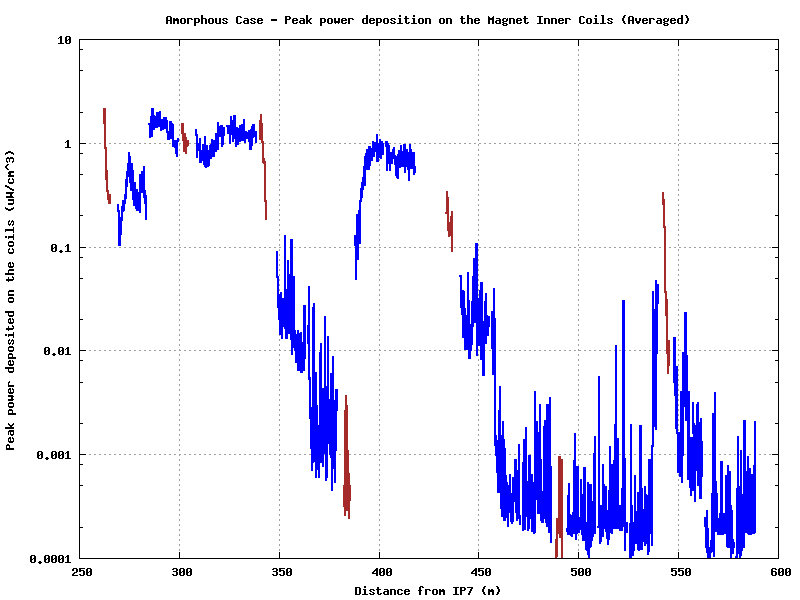 Amorphous Case - Peak power deposition on the Magnet Inner Coils (Averaged)
Peak power deposited on the coils (uW/cm^3)
10
1
0.1
0.01
0.001
0.0001
250 300 350 400 450 500 550 600
Distance from IP7 (m)